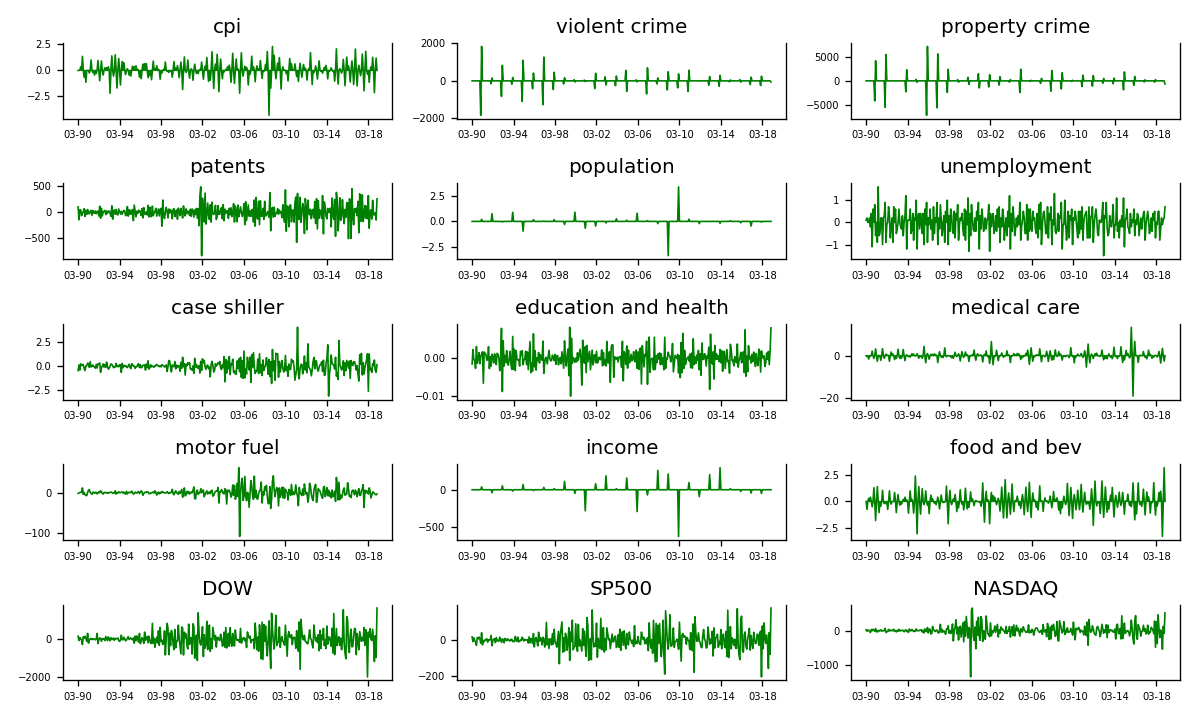 cpi violent crime property crime
2.5 2000 5000
0.0 0 0
−2.5 −2000 −5000
03-90 03-94 03-98 03-02 03-06 03-10 03-14 03-18 03-90 03-94 03-98 03-02 03-06 03-10 03-14 03-18 03-90 03-94 03-98 03-02 03-06 03-10 03-14 03-18
patents population unemployment
500 2.5 1
0 0.0 0
−500 −2.5 −1
03-90 03-94 03-98 03-02 03-06 03-10 03-14 03-18 03-90 03-94 03-98 03-02 03-06 03-10 03-14 03-18 03-90 03-94 03-98 03-02 03-06 03-10 03-14 03-18
case shiller education and health medical care
2.5 0.00 0
0.0
−2.5 −0.01 −20
03-90 03-94 03-98 03-02 03-06 03-10 03-14 03-18 03-90 03-94 03-98 03-02 03-06 03-10 03-14 03-18 03-90 03-94 03-98 03-02 03-06 03-10 03-14 03-18
motor fuel income food and bev
0 0 2.5
0.0
−100 −500 −2.5
03-90 03-94 03-98 03-02 03-06 03-10 03-14 03-18 03-90 03-94 03-98 03-02 03-06 03-10 03-14 03-18 03-90 03-94 03-98 03-02 03-06 03-10 03-14 03-18
DOW SP500 NASDAQ
0 0 0
−2000 −200 −1000
03-90 03-94 03-98 03-02 03-06 03-10 03-14 03-18 03-90 03-94 03-98 03-02 03-06 03-10 03-14 03-18 03-90 03-94 03-98 03-02 03-06 03-10 03-14 03-18